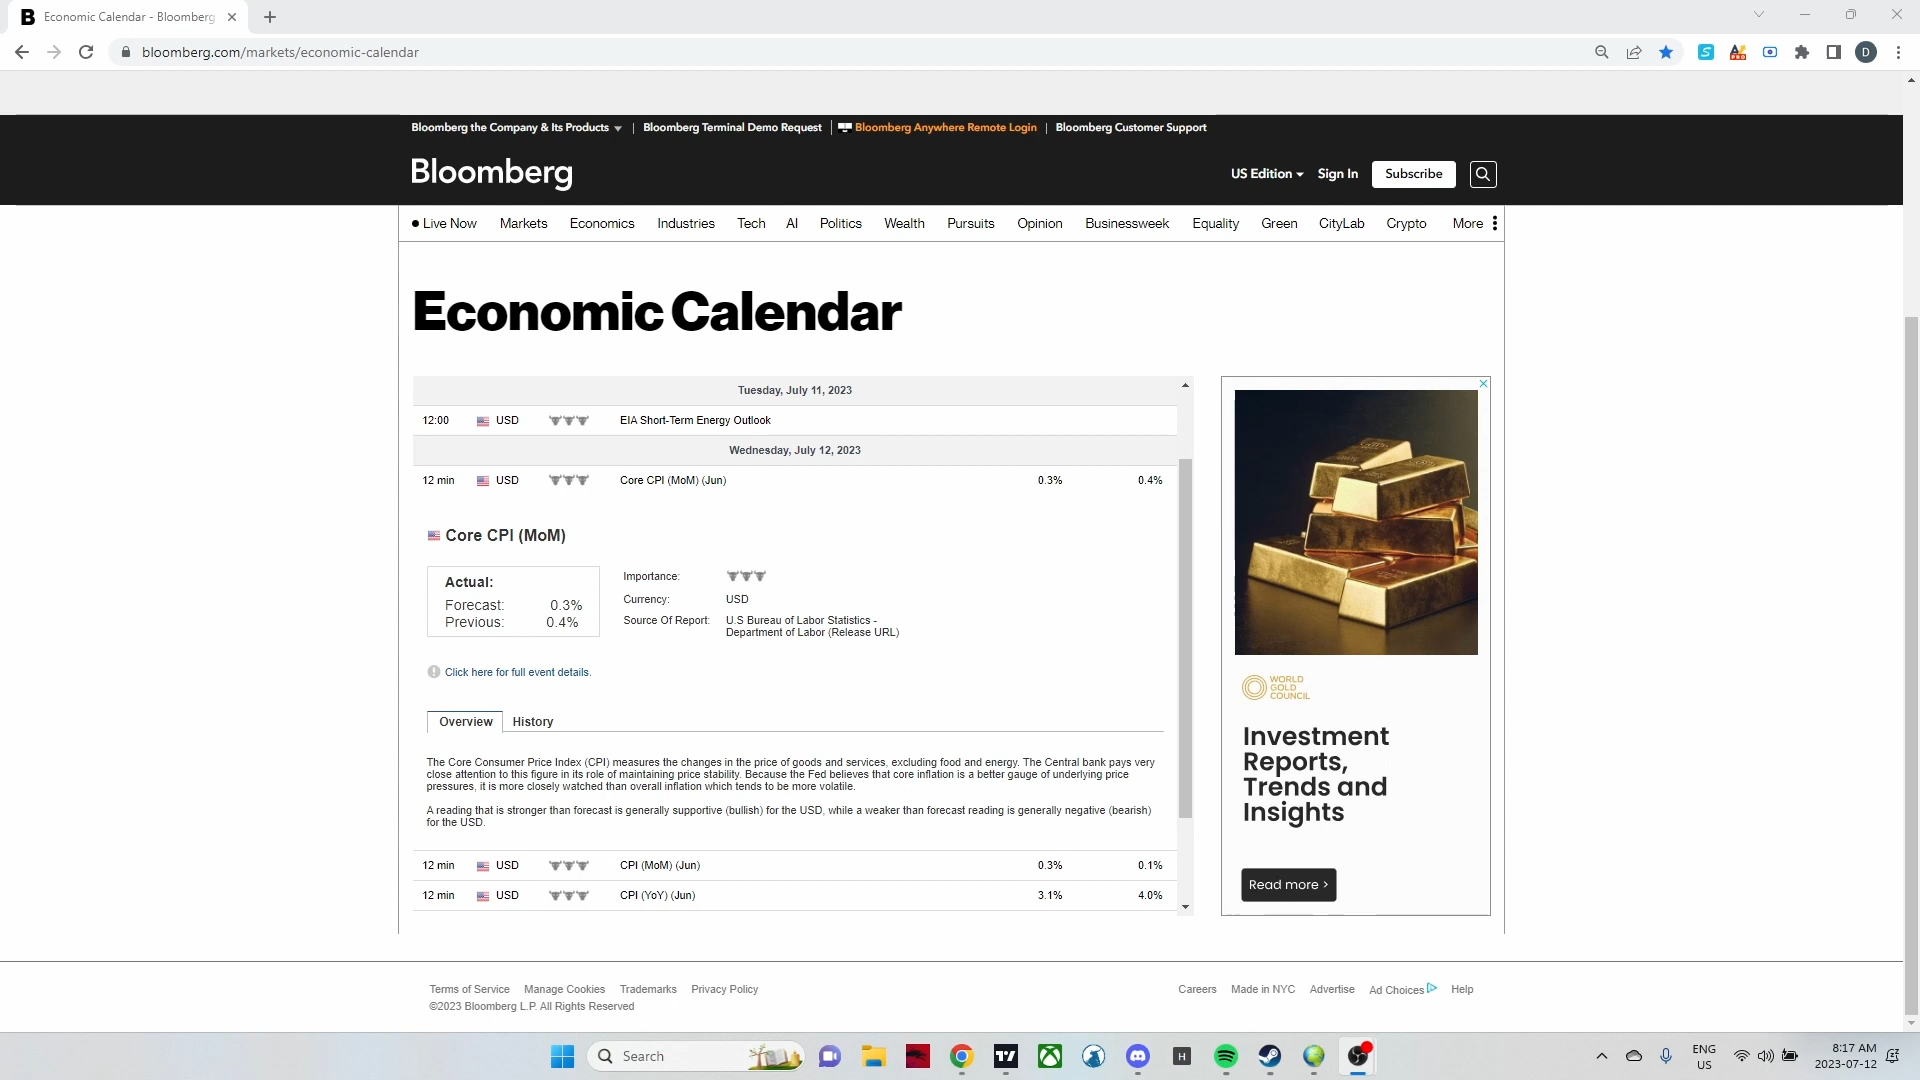 Economic Calendar - Bloomberg
bloomberg.com/markets/economic-calendar
D
Bloomberg the Company & Its Products | Bloomberg Terminal Demo Request | Bloomberg Anywhere Remote Login | Bloomberg Customer Support
Bloomberg
US Edition Sign In Subscribe
Live Now Markets Economics Industries Tech AI Politics Wealth Pursuits Opinion Businessweek Equality Green CityLab Crypto More
Economic Calendar
Tuesday, July 11, 2023
12:00 USD EIA Short-Term Energy Outlook
Wednesday, July 12, 2023
12 min USD Core CPI (MoM) (Jun) 0.3% 0.4%
Core CPI (MoM)
Actual:
Forecast: 0.3%
Previous: 0.4%
Importance:
Currency: USD
Source Of Report: U.S Bureau of Labor Statistics -
Department of Labor (Release URL)
Click here for full event details.
Overview History
The Core Consumer Price Index (CPI) measures the changes in the price of goods and services, excluding food and energy. The Central bank pays very
close attention to this figure in its role of maintaining price stability. Because the Fed believes that core inflation is a better gauge of underlying price
pressures, it is more closely watched than overall inflation which tends to be more volatile.
A reading that is stronger than forecast is generally supportive (bullish) for the USD, while a weaker than forecast reading is generally negative (bearish)
for the USD.
12 min USD CPI (MoM) (Jun) 0.3% 0.1%
12 min USD CPI (YoY) (Jun) 3.1% 4.0%
WORLD
GOLD
COUNCIL
Investment
Reports,
Trends and
Insights
Read more >
Terms of Service Manage Cookies Trademarks Privacy Policy
©2023 Bloomberg L.P. All Rights Reserved
Careers Made in NYC Advertise Ad Choices Help
Search
H
ENG
US
8:17 AM
2023-07-12